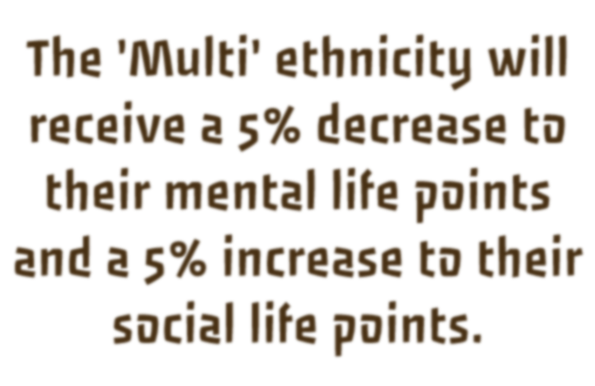 The 'Multi' ethnicity will
receive a 5% decrease to
their mental life points
and a 5% increase to their
social life points.